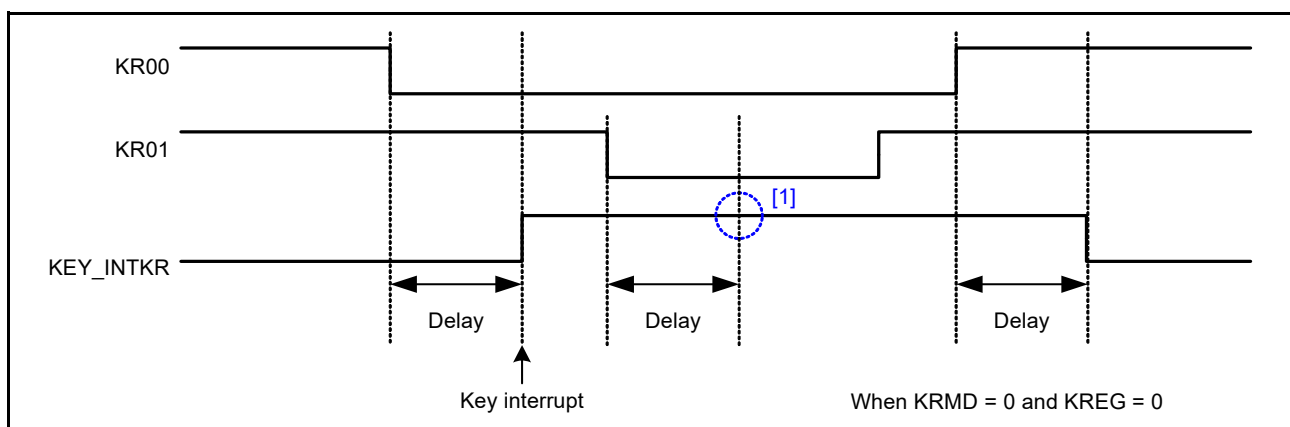 KR00
KR01
[1]
KEY_INTKR
Delay Delay Delay
Key interrupt When KRMD = 0 and KREG = 0